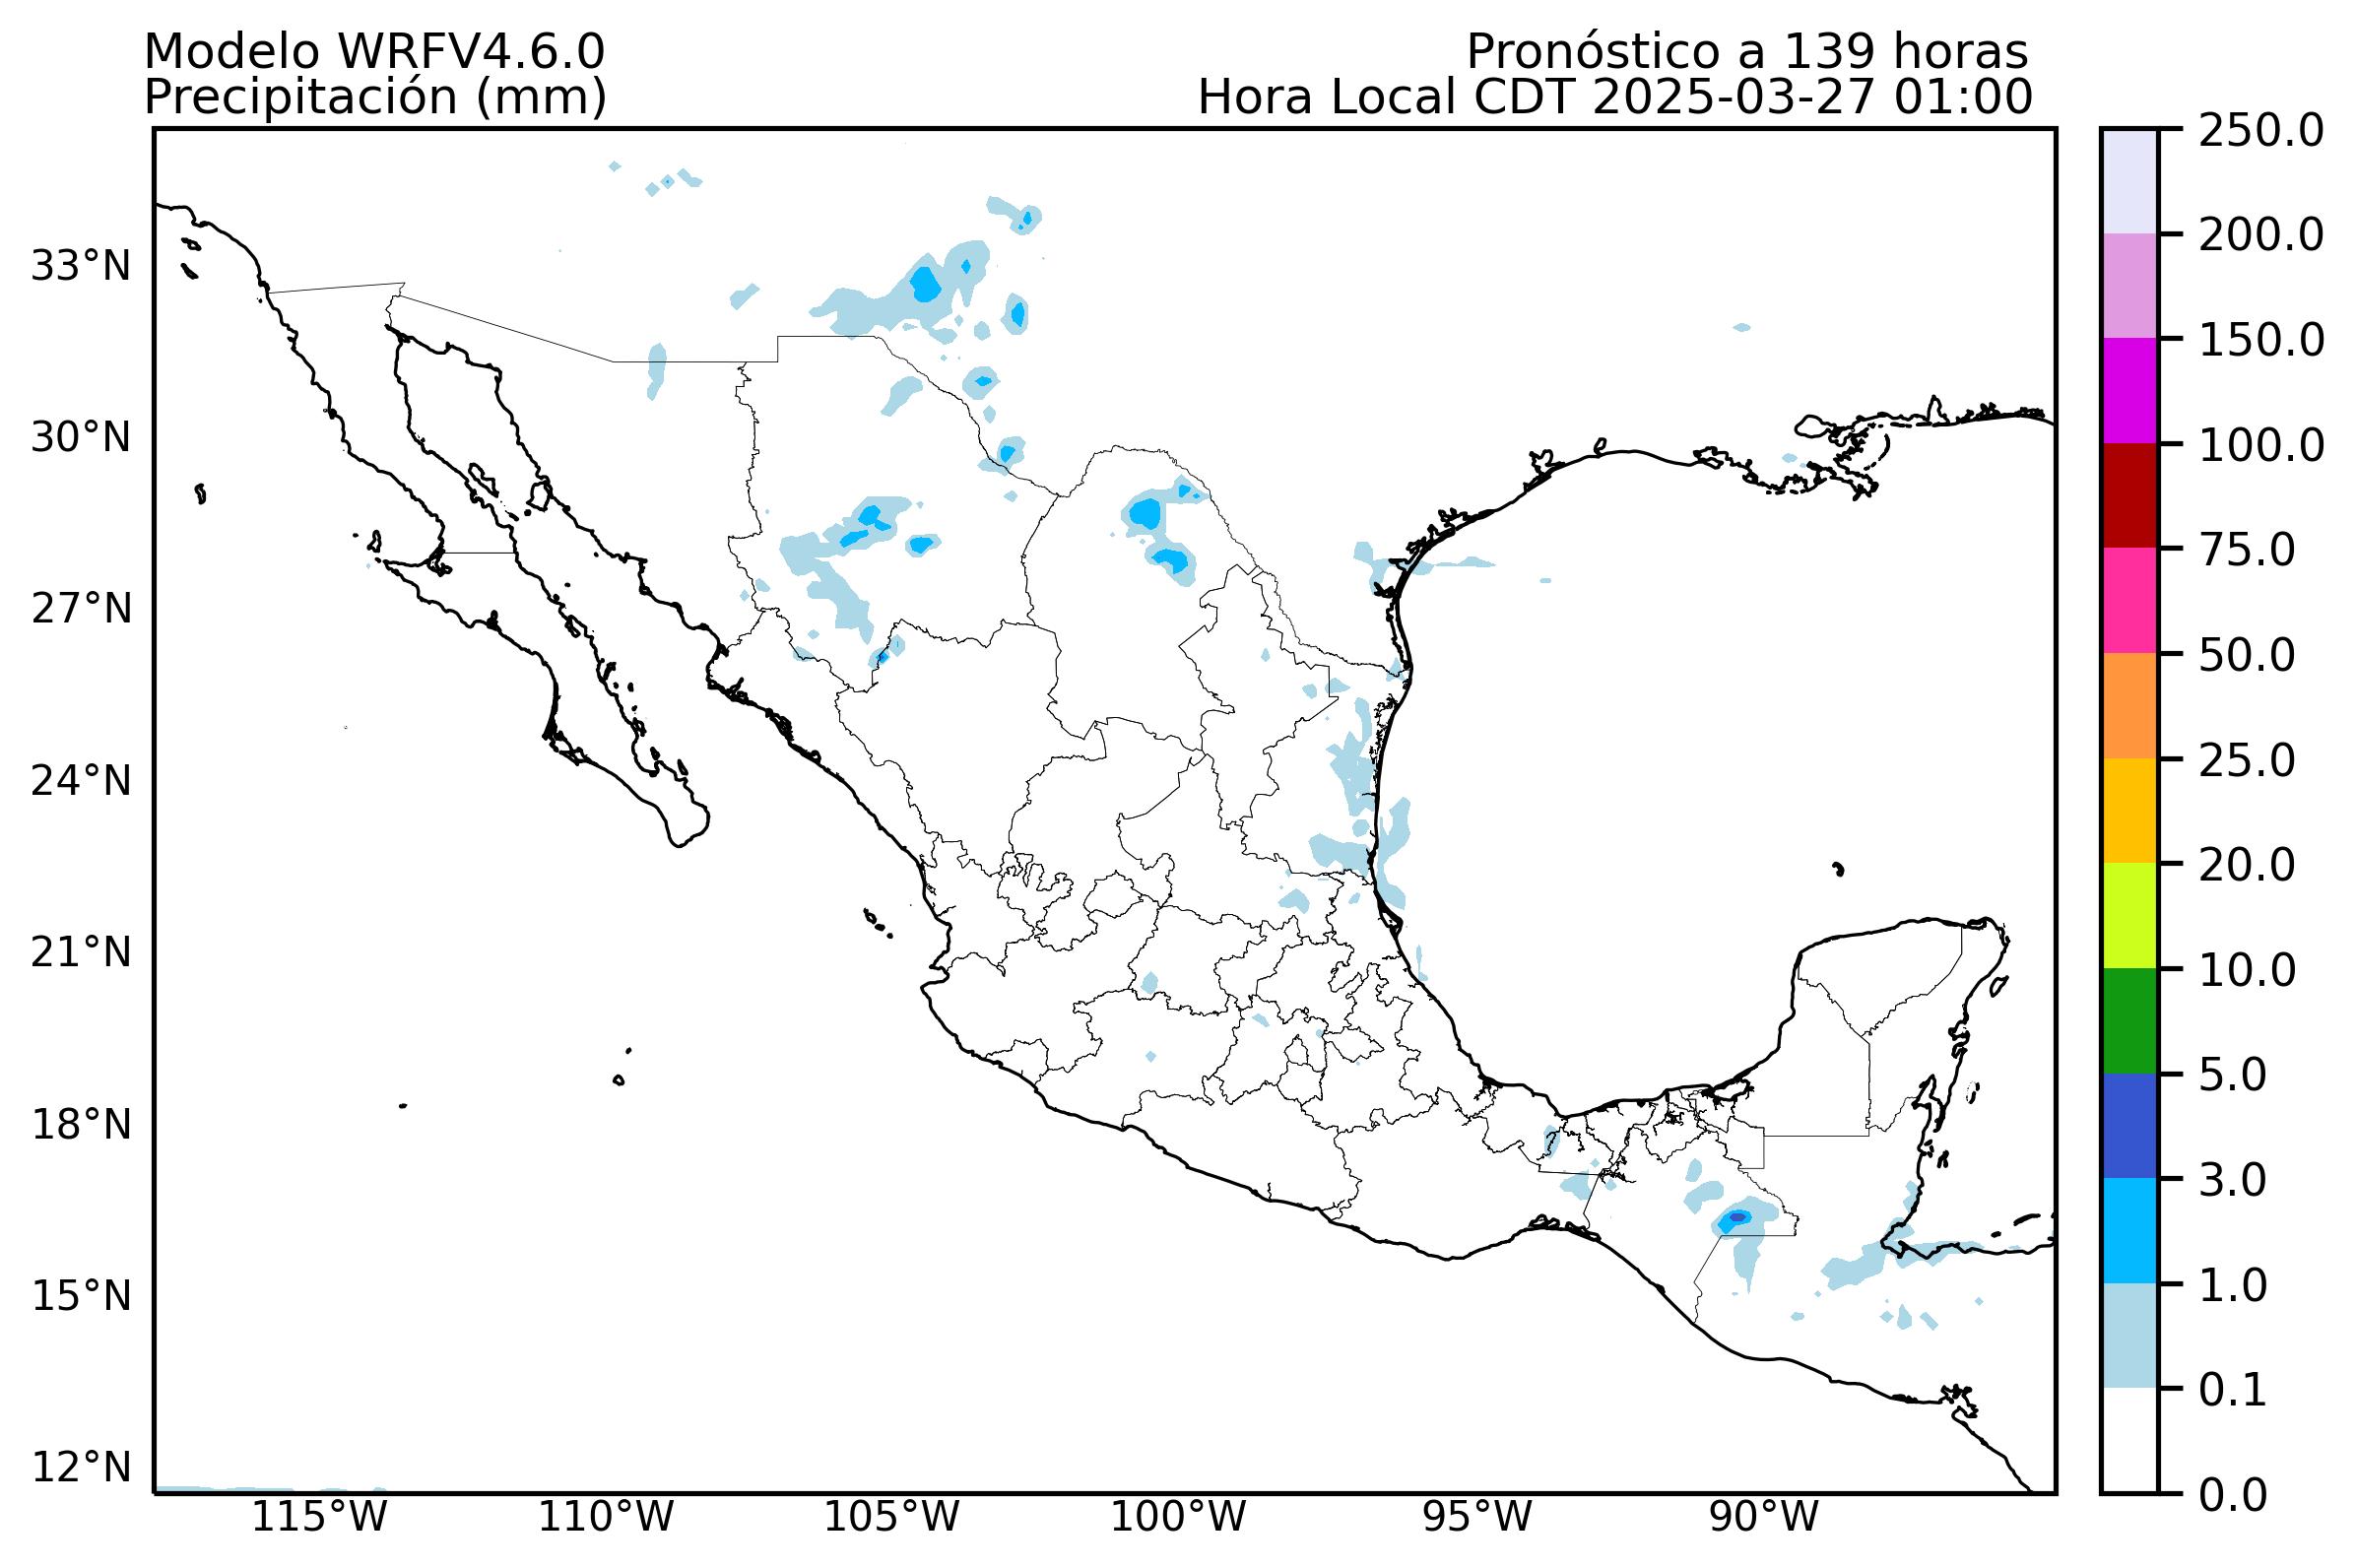 Modelo WRFV4.6.0
Pronóstico a 139 horas
Precipitación (mm)
Hora Local CDT 2025-03-27 01:00
33°N
30°N
27°N
24°N
21°N
18°N
15°N
12°N
115°W
110°W
105°W
100°W
95°W
90°W
250.0
200.0
150.0
100.0
75.0
50.0
25.0
20.0
10.0
5.0
3.0
1.0
0.1
0.0